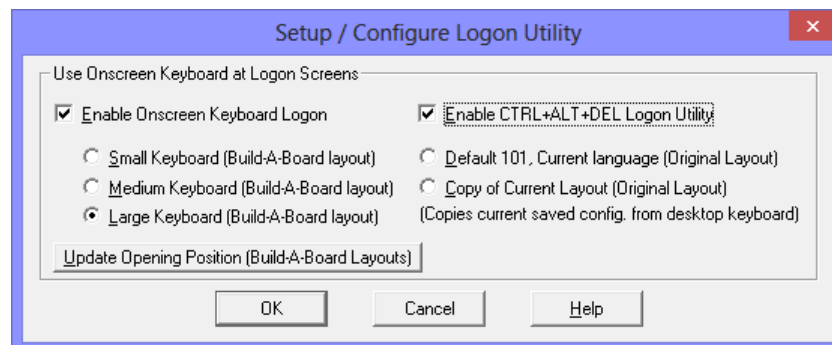 Setup / Configure Logon Utility
x
Use Onscreen Keyboard at Logon Screens
Enable Onscreen Keyboard Logon
Enable CTRL+ALT+DEL Logon Utility
Small Keyboard (Build-A-Board layout)
Default 101, Current language (Original Layout)
Medium Keyboard (Build-A-Board layout)
Copy of Current Layout (Original Layout)
Large Keyboard (Build-A-Board layout)
(Copies current saved config. from desktop keyboard)
Update Opening Position (Build-A-Board Layouts)
OK
Cancel
Help